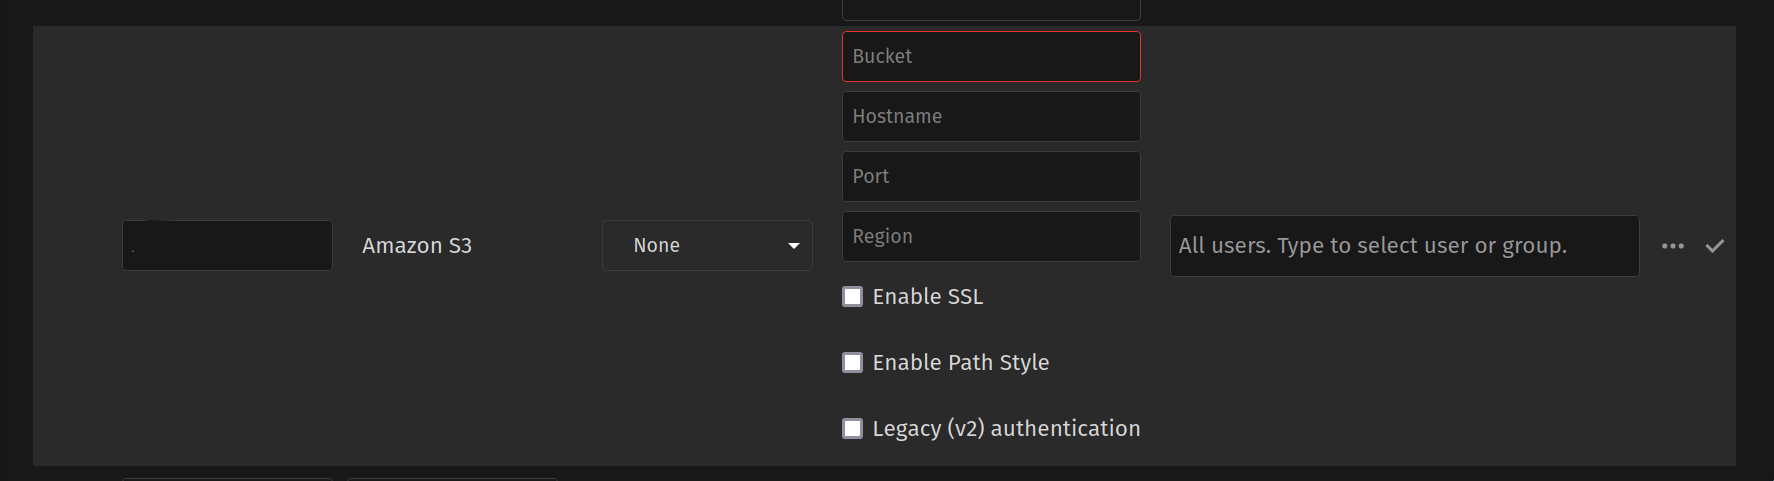 Bucket
Hostname
Port
Region
Amazon S3
None
All users. Type to select user or group.
Enable SSL
Enable Path Style
Legacy (v2) authentication